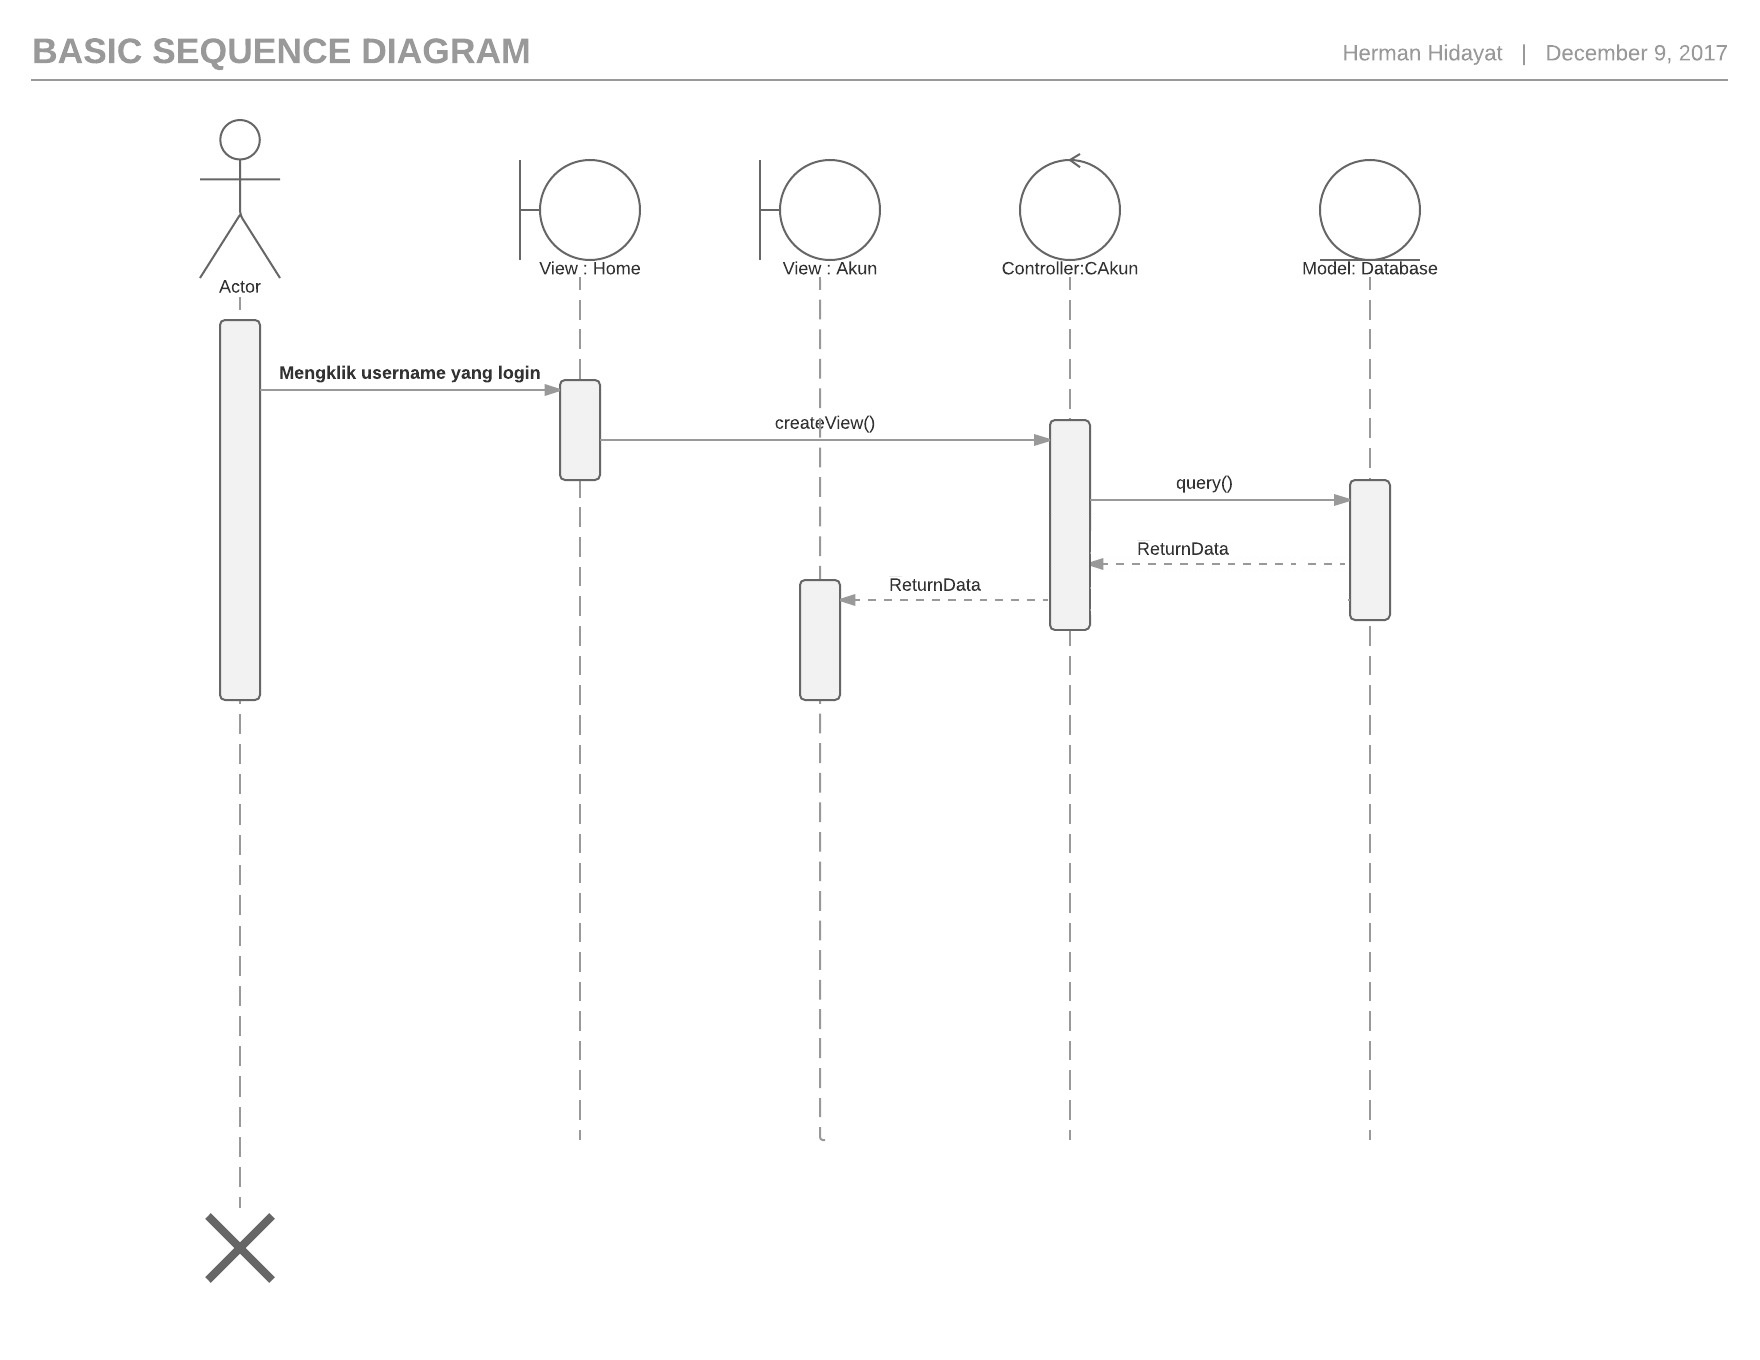 BASIC SEQUENCE DIAGRAM
Herman Hidayat | December 9, 2017
View : Home
View : Akun
Controller:CAkun
Model: Database
Actor
Mengklik username yang login
createView()
query()
ReturnData
ReturnData